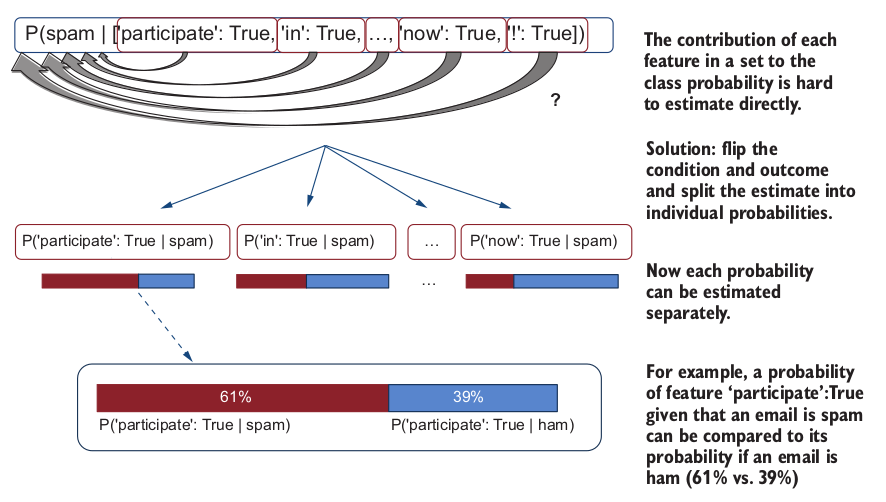 P(spam | ['participate': True, 'in': True, …, 'now': True, '!': True])
?
The contribution of each
feature in a set to the
class probability is hard
to estimate directly.
Solution: flip the
condition and outcome
and split the estimate into
individual probabilities.
P('participate': True | spam)
P('in': True | spam)
…
P('now': True | spam)
…
Now each probability
can be estimated
separately.
61%
39%
P('participate': True | spam)
P('participate': True | ham)
For example, a probability
of feature ‘participate’:True
given that an email is spam
can be compared to its
probability if an email is
ham (61% vs. 39%)